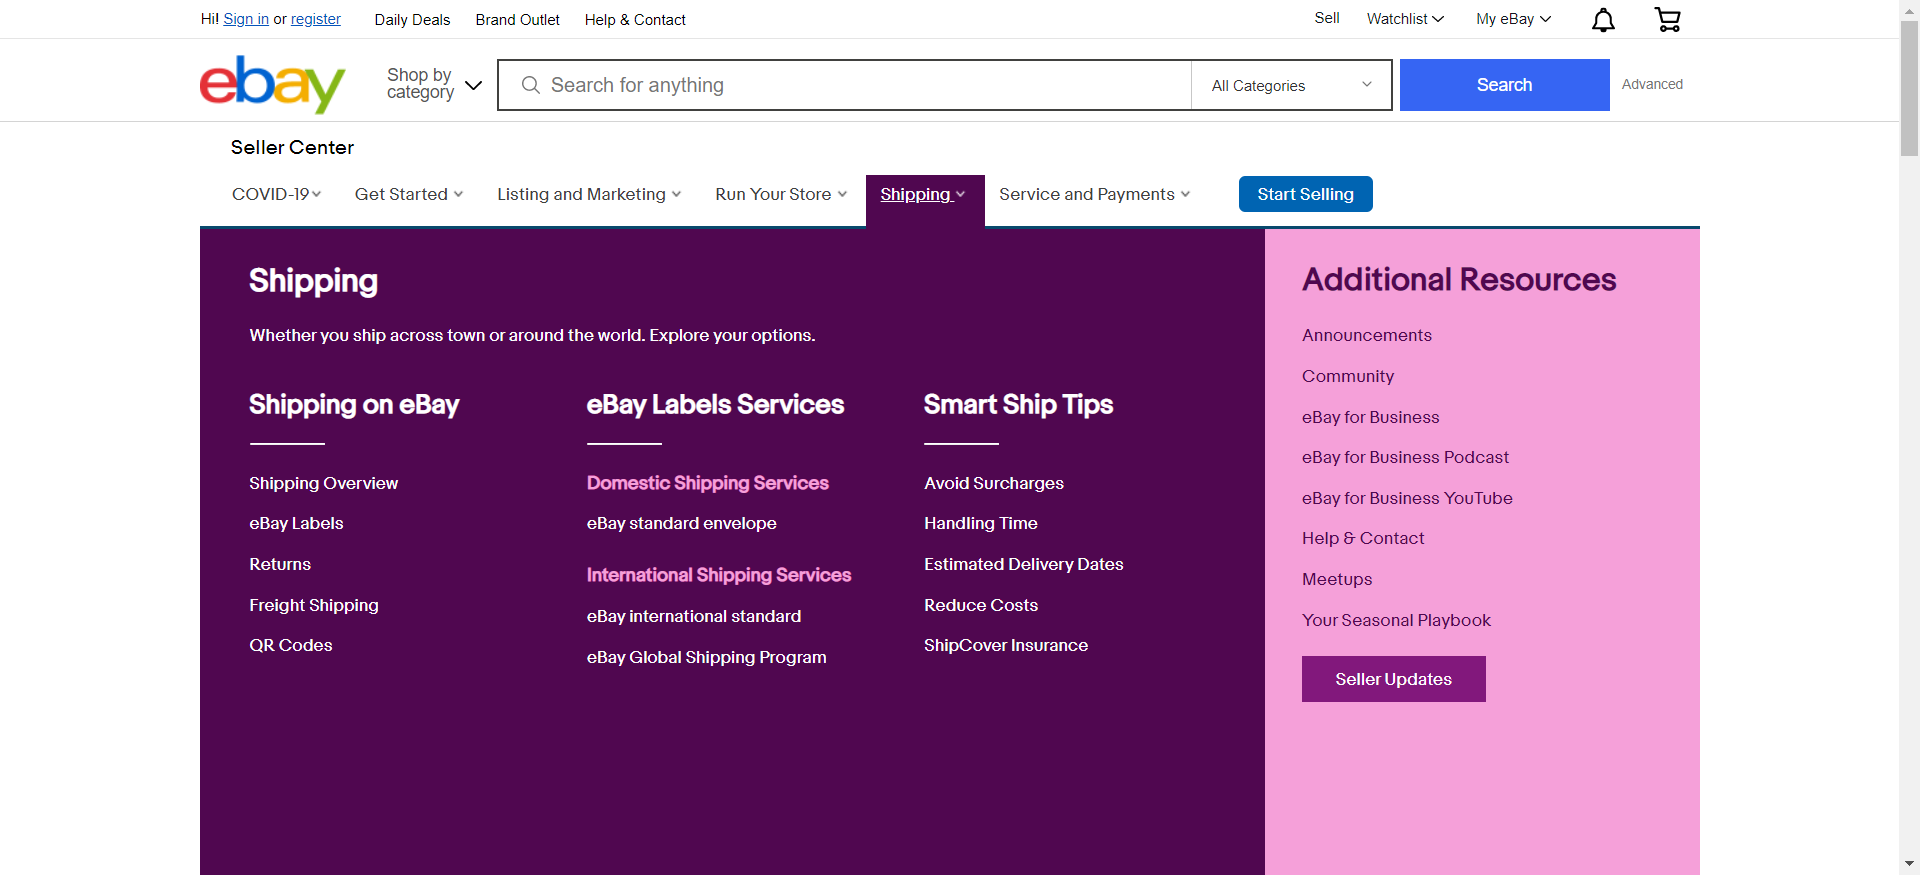 Hi! Sign in or register
Daily Deals
Brand Outlet
Help & Contact
Sell
Watchlist
My eBay
ebay
Shop by
category
Search for anything
All Categories
Search
Advanced
Seller Center
COVID-19
Get Started
Listing and Marketing
Run Your Store
Shipping
Service and Payments
Start Selling
Shipping
Whether you ship across town or around the world. Explore your options.
Shipping on eBay
Shipping Overview
eBay Labels
Returns
Freight Shipping
QR Codes
eBay Labels Services
Domestic Shipping Services
eBay standard envelope
International Shipping Services
eBay international standard
eBay Global Shipping Program
Smart Ship Tips
Avoid Surcharges
Handling Time
Estimated Delivery Dates
Reduce Costs
ShipCover Insurance
Additional Resources
Announcements
Community
eBay for Business
eBay for Business Podcast
eBay for Business YouTube
Help & Contact
Meetups
Your Seasonal Playbook
Seller Updates